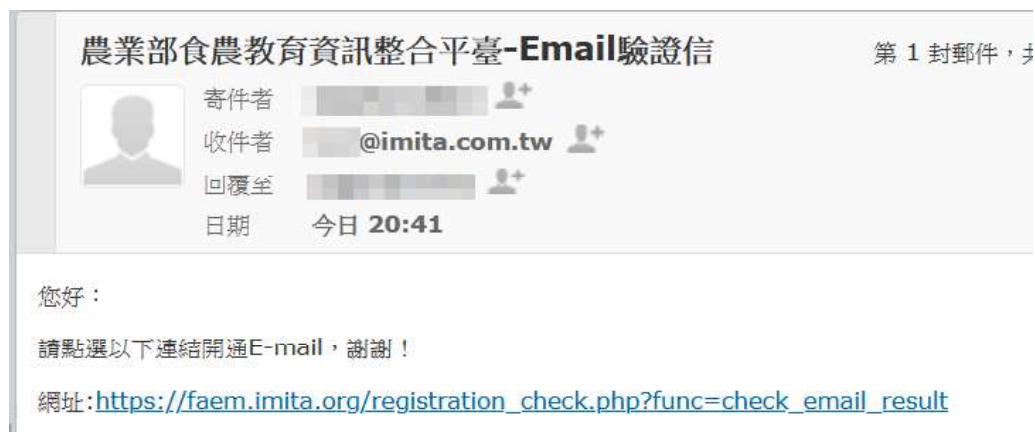 農業部食農教育資訊整合平臺-Email驗證信 第 1 封郵件,共
寄件者
收件者 @imita.com.tw
回覆至
日期 今日 20:41
您好:
請點選以下連結開通E-mail,謝謝!
網址:https://faem.imita.org/registration_check.php?func=check_email_result